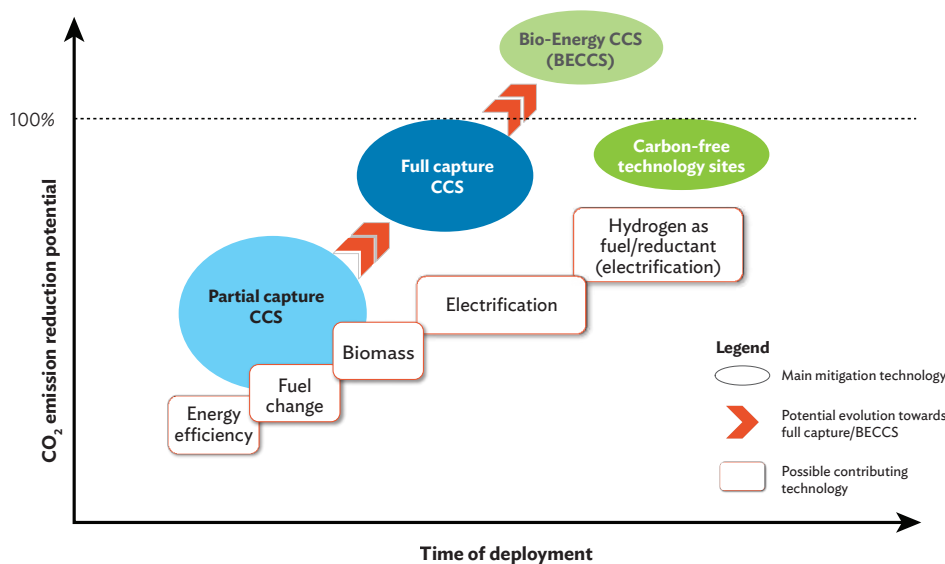 Bio-Energy CCS
(BECCS)
100%
Full capture
CCS
Carbon-free
technology sites
Hydrogen as
fuel/reductant
(electrification)
Partial capture
CCS
Electrification
Biomass
Fuel
change
Energy
efficiency
CO₂ emission reduction potential
Time of deployment
Legend
Main mitigation technology
Potential evolution towards
full capture/BECCS
Possible contributing
technology